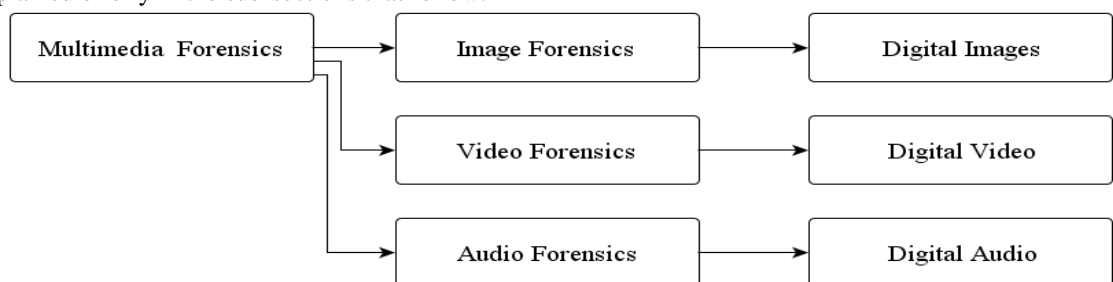 Multimedia Forensics
Image Forensics
Digital Images
Video Forensics
Digital Video
Audio Forensics
Digital Audio